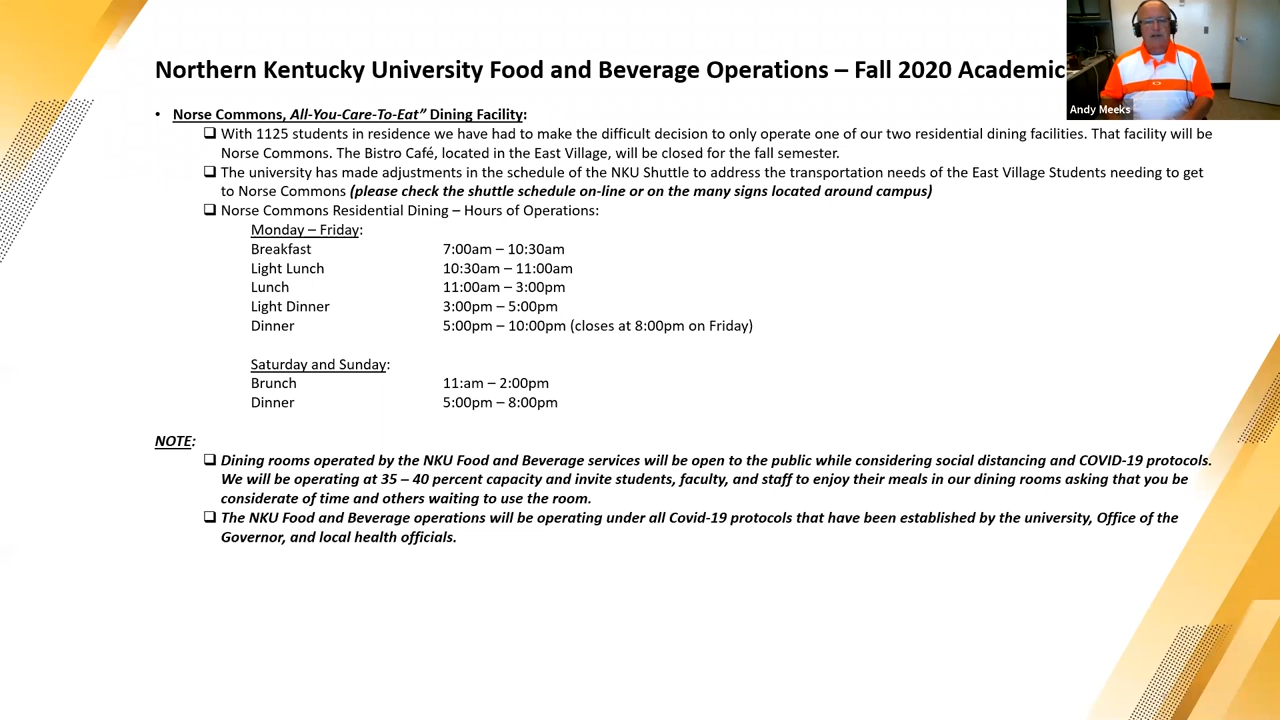 Northern Kentucky University Food and Beverage Operations – Fall 2020 Academic
Andy Meeks
• Norse Commons, All-You-Care-To-Eat” Dining Facility:
❑ With 1125 students in residence we have had to make the difficult decision to only operate one of our two residential dining facilities. That facility will be
Norse Commons. The Bistro Café, located in the East Village, will be closed for the fall semester.
❑ The university has made adjustments in the schedule of the NKU Shuttle to address the transportation needs of the East Village Students needing to get
to Norse Commons (please check the shuttle schedule on-line or on the many signs located around campus)
❑ Norse Commons Residential Dining – Hours of Operations:
Monday – Friday:
Breakfast 7:00am – 10:30am
Light Lunch 10:30am – 11:00am
Lunch 11:00am – 3:00pm
Light Dinner 3:00pm – 5:00pm
Dinner 5:00pm – 10:00pm (closes at 8:00pm on Friday)
Saturday and Sunday:
Brunch 11:am – 2:00pm
Dinner 5:00pm – 8:00pm
NOTE:
❑ Dining rooms operated by the NKU Food and Beverage services will be open to the public while considering social distancing and COVID-19 protocols.
We will be operating at 35 – 40 percent capacity and invite students, faculty, and staff to enjoy their meals in our dining rooms asking that you be
considerate of time and others waiting to use the room.
❑ The NKU Food and Beverage operations will be operating under all Covid-19 protocols that have been established by the university, Office of the
Governor, and local health officials.